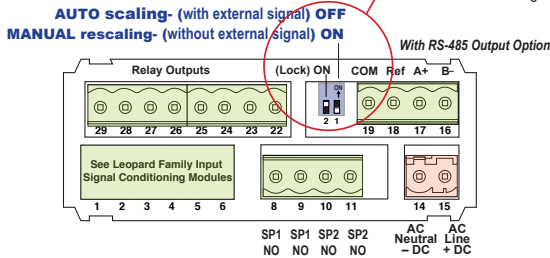 AUTO scaling- (with external signal) OFF
MANUAL rescaling- (without external signal) ON
With RS-485 Output Option
Relay Outputs
(Lock) ON
COM Ref A+ B–
ON
2 1
29 28 27 26 25 24 23 22
19 18 17 16
See Leopard Family Input
Signal Conditioning Modules
1 2 3 4 5 6
8 9 10 11
14 15
SP1 SP1 SP2 SP2
NO NO NO NO
AC AC
Neutral Line
– DC + DC